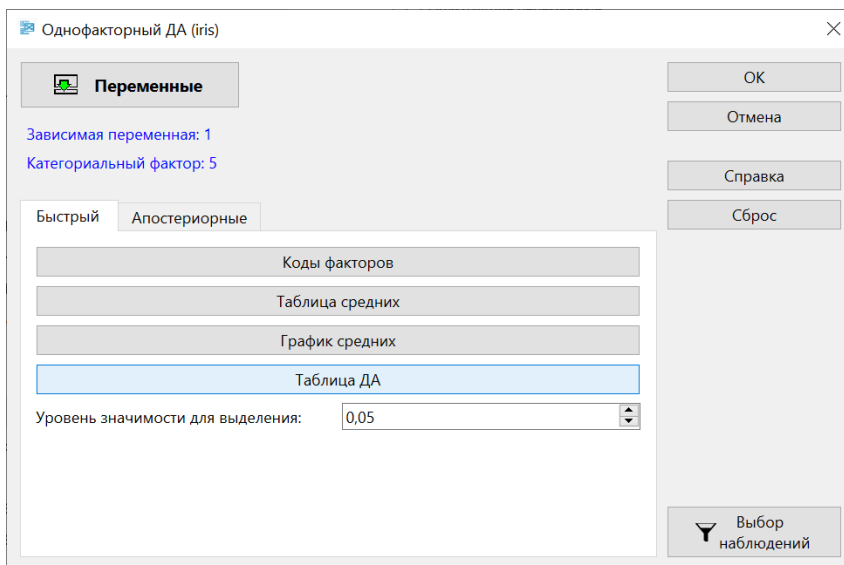 Однофакторный ДА (iris)
Переменные
Зависимая переменная: 1
Категориальный фактор: 5
Быстрый
Апостериорные
Коды факторов
Таблица средних
График средних
Таблица ДА
Уровень значимости для выделения:
0,05
ОК
Отмена
Справка
Сброс
Выбор
наблюдений